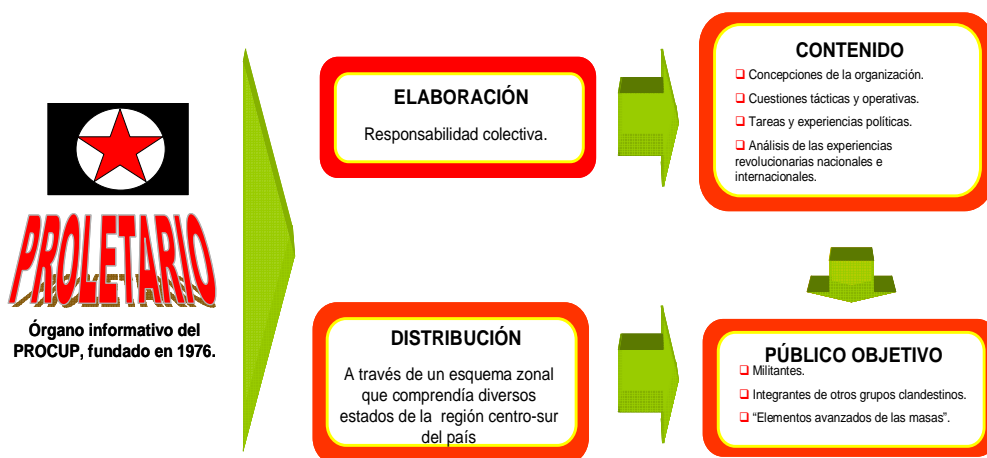 PROLETARIO
Órgano informativo del
PROCUP, fundado en 1976.
ELABORACIÓN
Responsabilidad colectiva.
CONTENIDO
Concepciones de la organización.
Cuestiones tácticas y operativas.
Tareas y experiencias políticas.
Análisis de las experiencias
revolucionarias nacionales e
internacionales.
DISTRIBUCIÓN
A través de un esquema zonal
que comprendía diversos
estados de la región centro-sur
del país
PÚBLICO OBJETIVO
Militantes.
Integrantes de otros grupos clandestinos.
“Elementos avanzados de las masas”.